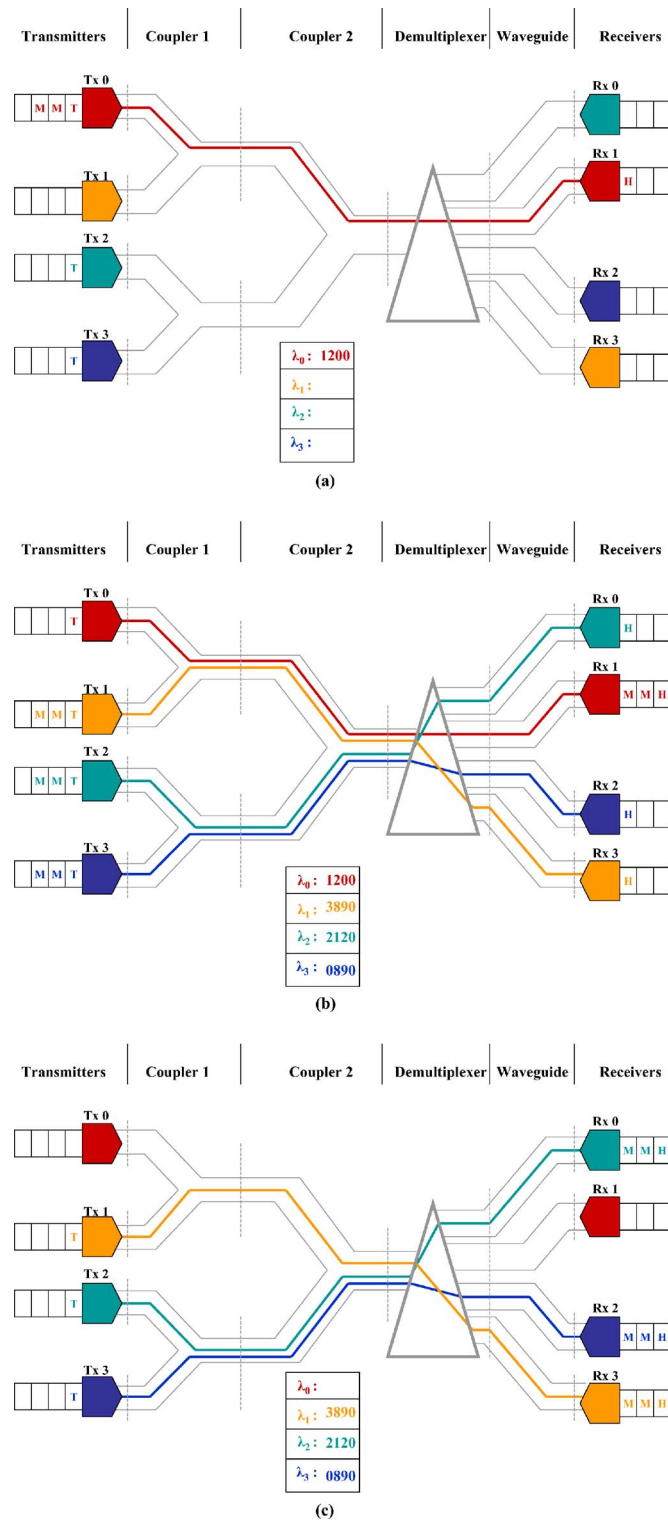 Transmitters Coupler 1 Coupler 2 Demultiplexer Waveguide Receivers
Tx 0 Rx 0
M M T
Rx 1
H
Tx 1
Tx 2
T
Rx 2
Tx 3
T
Rx 3
λ0 : 1200
λ1 :
λ2 :
λ3 :
(a)
Transmitters Coupler 1 Coupler 2 Demultiplexer Waveguide Receivers
Tx 0 Rx 0
T H
Rx 1
M M H
Tx 1
M M T
Tx 2
M M T
Rx 2
H
Tx 3
M M T
Rx 3
H
λ0 : 1200
λ1 : 3890
λ2 : 2120
λ3 : 0890
(b)
Transmitters Coupler 1 Coupler 2 Demultiplexer Waveguide Receivers
Tx 0 Rx 0
M M H
Rx 1
Tx 1
T
Tx 2
T
Rx 2
M M H
Tx 3
T
Rx 3
M M H
λ0 :
λ1 : 3890
λ2 : 2120
λ3 : 0890
(c)